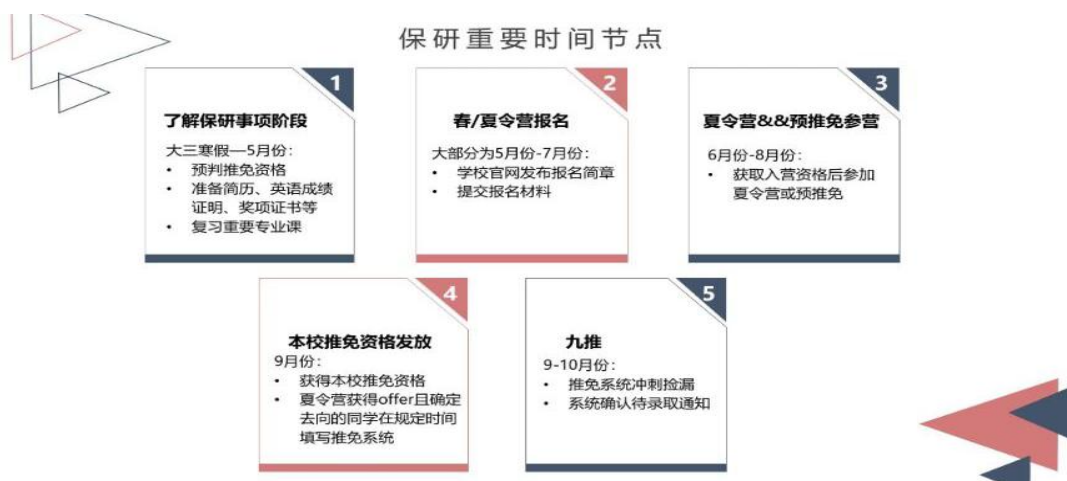 保研重要时间节点
1
了解保研事项阶段
大三寒假—5月份：
• 预判推免资格
• 准备简历、英语成绩
证明、奖项证书等
• 复习重要专业课
2
春/夏令营报名
大部分为5月份-7月份：
• 学校官网发布报名简章
• 提交报名材料
3
夏令营&&预推免参营
6月份-8月份：
• 获取入营资格后参加
夏令营或预推免
4
本校推免资格发放
9月份：
• 获得本校推免资格
• 夏令营获得offer且确定
去向的同学在规定时间
填写推免系统
5
九推
9-10月份：
• 推免系统冲刺捡漏
• 系统确认待录取通知